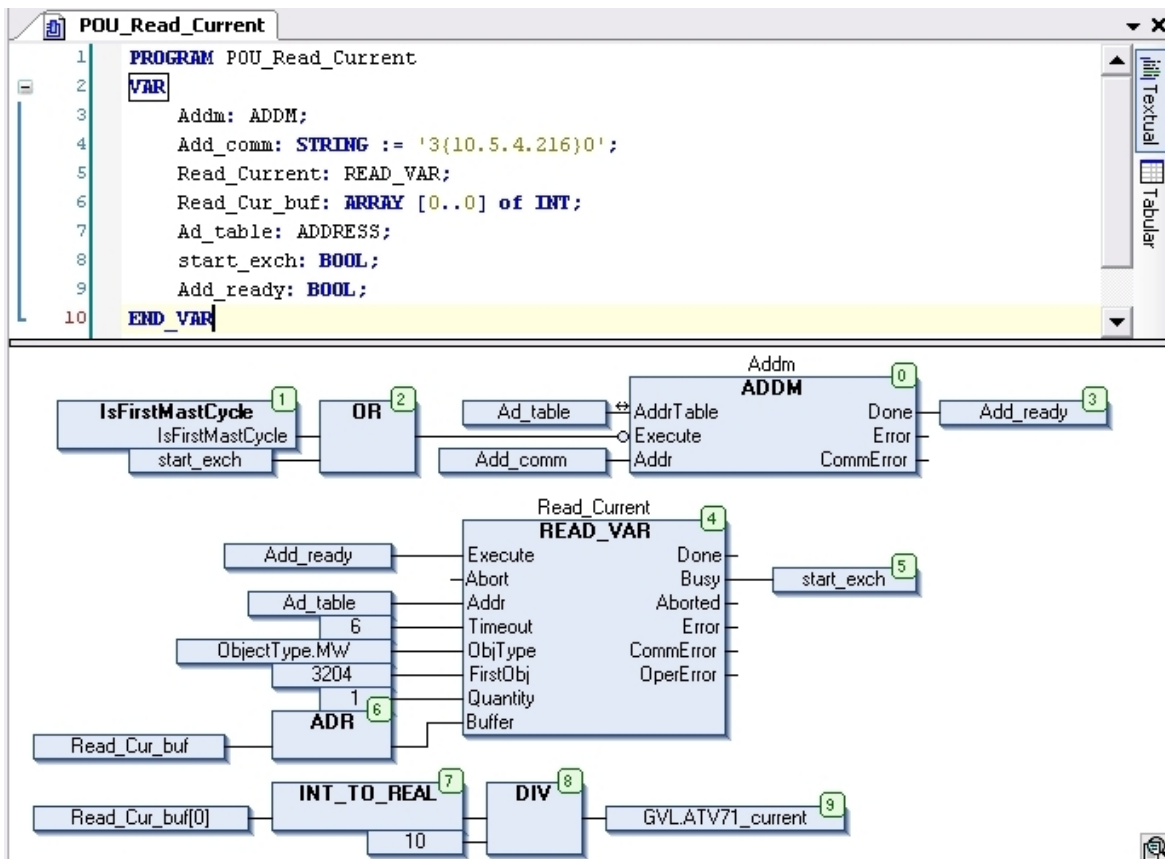 POU_Read_Current
1 PROGRAM POU_Read_Current
2 VAR
3 Addm: ADDM;
4 Add_comm: STRING := '3{10.5.4.216}0';
5 Read_Current: READ_VAR;
6 Read_Cur_buf: ARRAY [0..0] of INT;
7 Ad_table: ADDRESS;
8 start_exch: BOOL;
9 Add_ready: BOOL;
10 END_VAR
Textual
Tabular
Addm
IsFirstMastCycle 1
OR 2
ADDM 0
IsFirstMastCycle
Ad_table
AddrTable
Done
Add_ready 3
Execute
Error
start_exch
Add_comm
Addr
CommError
Read_Current
READ_VAR 4
Add_ready
Execute
Done
Abort
Busy
start_exch 5
Ad_table
Addr
Aborted
6
Timeout
Error
ObjectType.MW
ObjType
CommError
3204
FirstObj
OperError
1
Quantity
ADR 6
Buffer
Read_Cur_buf
INT_TO_REAL 7
DIV 8
Read_Cur_buf[0]
GVL.ATV71_current 9
10